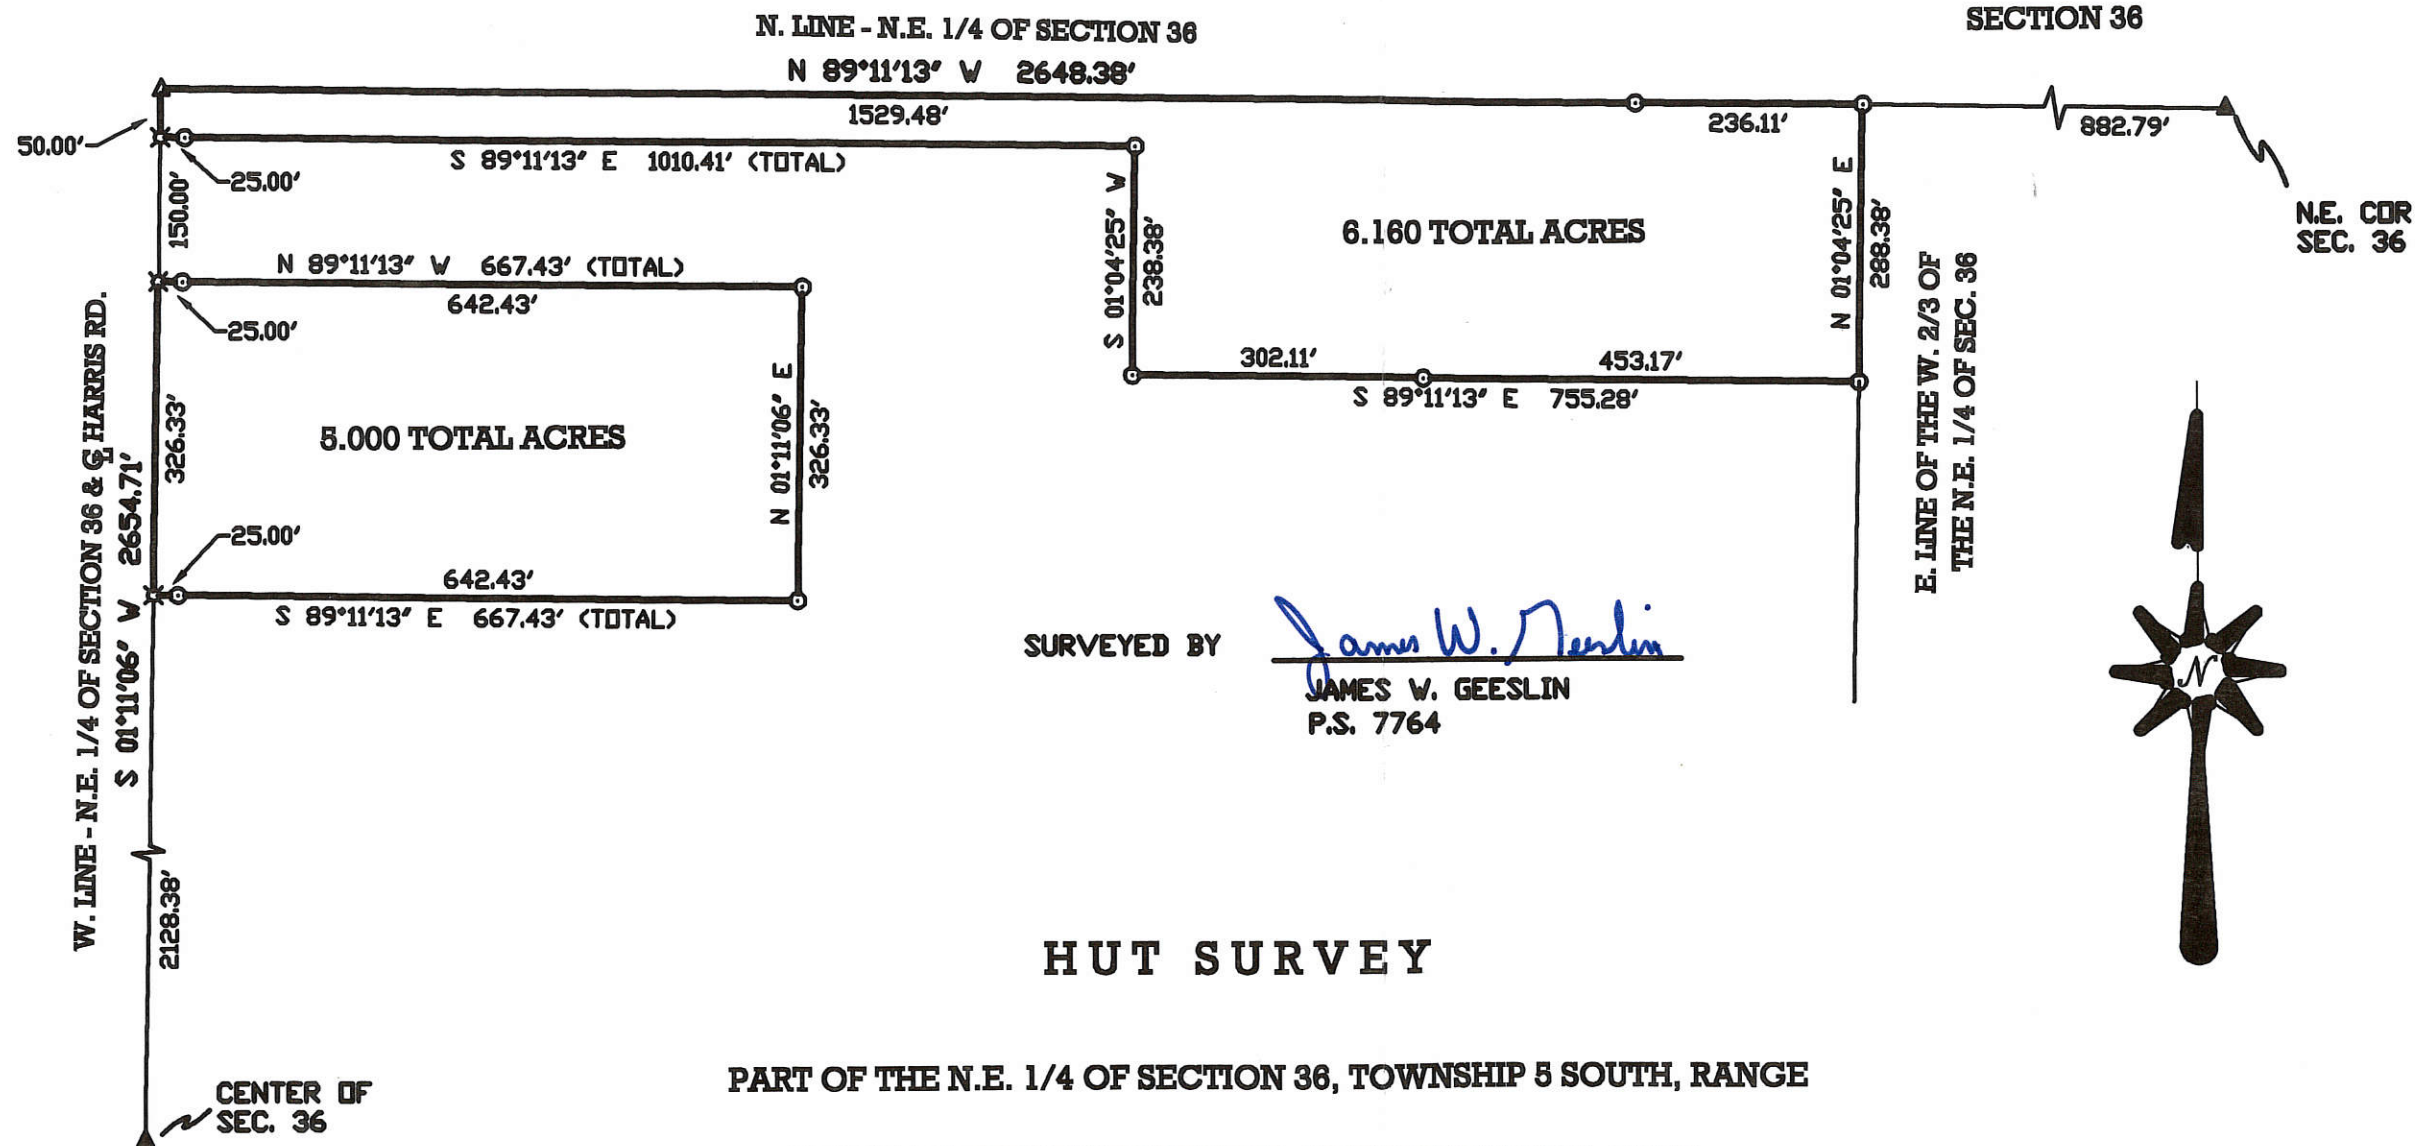 N. LINE - N.E. 1/4 OF SECTION 36
SECTION 36
N 89°11'13" W 2648.38'
1529.48'
236.11'
882.79'
50.00'
S 89°11'13" E 1010.41' (TOTAL)
25.00'
150.00'
S 01°04'25" W
238.38'
6.160 TOTAL ACRES
N 01°04'25" E
288.38'
N.E. COR
SEC. 36
N 89°11'13" W 667.43' (TOTAL)
642.43'
25.00'
302.11'
453.17'
S 89°11'13" E 755.28'
E. LINE OF THE W. 2/3 OF
THE N.E. 1/4 OF SEC. 36
W. LINE - N.E. 1/4 OF SECTION 36 & ℄ HARRIS RD.
S 01°11'06" W 2654.71'
326.33'
5.000 TOTAL ACRES
N 01°11'06" E
326.33'
25.00'
642.43'
S 89°11'13" E 667.43' (TOTAL)
SURVEYED BY James W. Geeslin
JAMES W. GEESLIN
P.S. 7764
N
2128.38'
HUT SURVEY
PART OF THE N.E. 1/4 OF SECTION 36, TOWNSHIP 5 SOUTH, RANGE
CENTER OF
SEC. 36